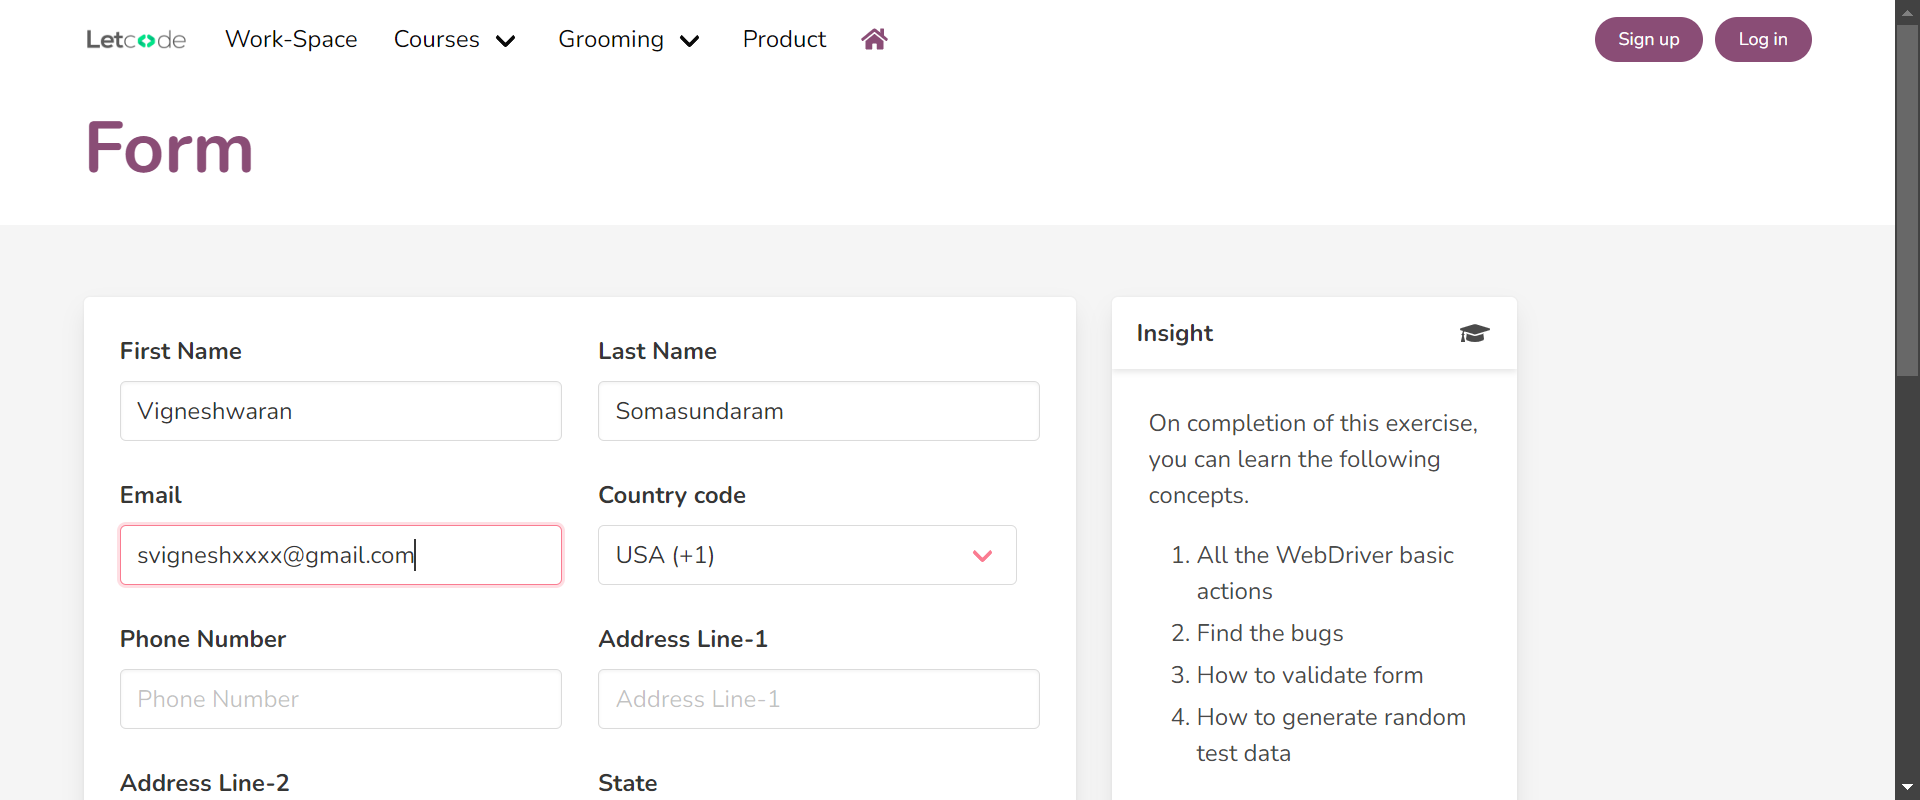 Letcode Work-Space Courses Grooming Product Sign up Log in
Form
First Name Last Name
Vigneshwaran Somasundaram
Email Country code
svigneshxxxx@gmail.com USA (+1)
Phone Number Address Line-1
Phone Number Address Line-1
Address Line-2 State
Insight
On completion of this exercise,
you can learn the following
concepts.
1. All the WebDriver basic
actions
2. Find the bugs
3. How to validate form
4. How to generate random
test data